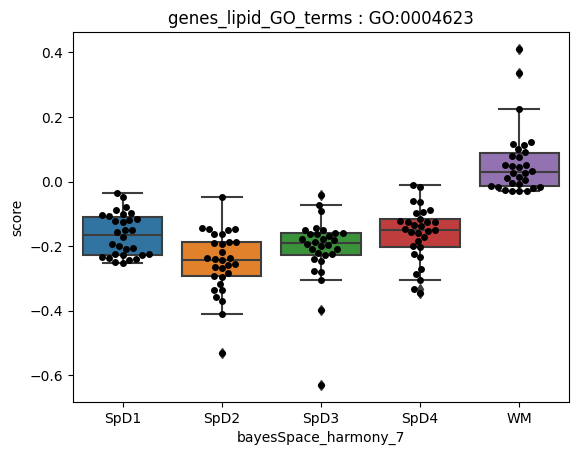 genes_lipid_GO_terms : GO:0004623
0.4
0.2
0.0
−0.2
−0.4
−0.6
score
SpD1 SpD2 SpD3 SpD4 WM
bayesSpace_harmony_7